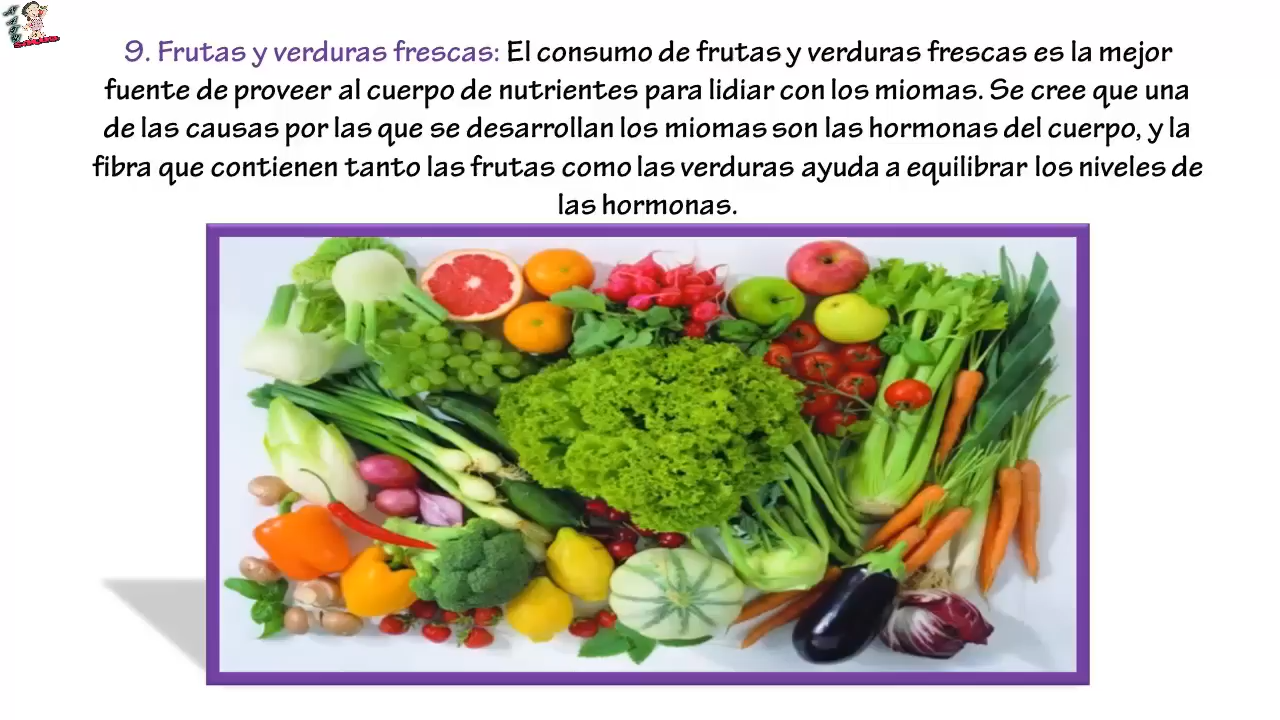 9. Frutas y verduras frescas: El consumo de frutas y verduras frescas es la mejor
fuente de proveer al cuerpo de nutrientes para lidiar con los miomas. Se cree que una
de las causas por las que se desarrollan los miomas son las hormonas del cuerpo, y la
fibra que contienen tanto las frutas como las verduras ayuda a equilibrar los niveles de
las hormonas.